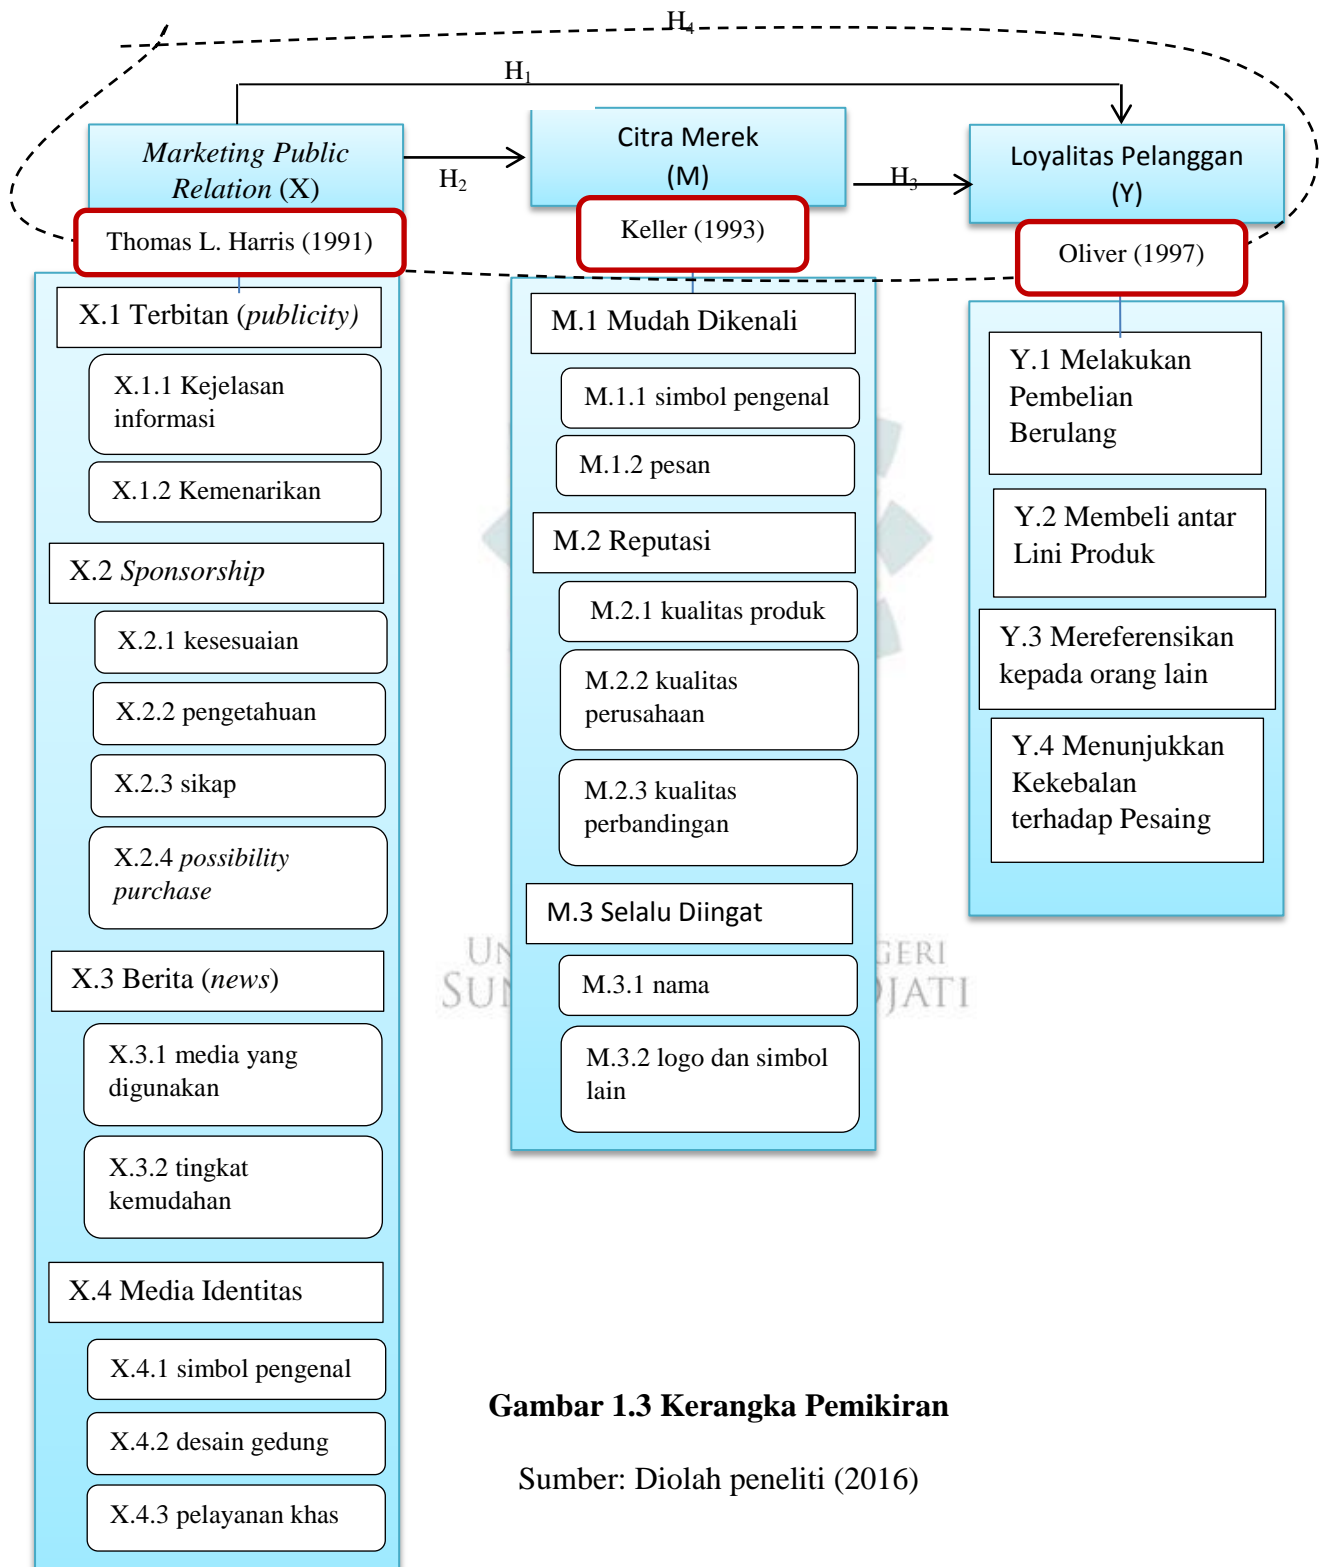 H4
H1
Marketing Public
Relation (X)
H2
Citra Merek
(M)
H3
Loyalitas Pelanggan
(Y)
Thomas L. Harris (1991)
Keller (1993)
Oliver (1997)
X.1 Terbitan (publicity)
X.1.1 Kejelasan
informasi
X.1.2 Kemenarikan
X.2 Sponsorship
X.2.1 kesesuaian
X.2.2 pengetahuan
X.2.3 sikap
X.2.4 possibility
purchase
X.3 Berita (news)
X.3.1 media yang
digunakan
X.3.2 tingkat
kemudahan
X.4 Media Identitas
X.4.1 simbol pengenal
X.4.2 desain gedung
X.4.3 pelayanan khas
M.1 Mudah Dikenali
M.1.1 simbol pengenal
M.1.2 pesan
M.2 Reputasi
M.2.1 kualitas produk
M.2.2 kualitas
perusahaan
M.2.3 kualitas
perbandingan
M.3 Selalu Diingat
M.3.1 nama
M.3.2 logo dan simbol
lain
Y.1 Melakukan
Pembelian
Berulang
Y.2 Membeli antar
Lini Produk
Y.3 Mereferensikan
kepada orang lain
Y.4 Menunjukkan
Kekebalan
terhadap Pesaing
Gambar 1.3 Kerangka Pemikiran
Sumber: Diolah peneliti (2016)